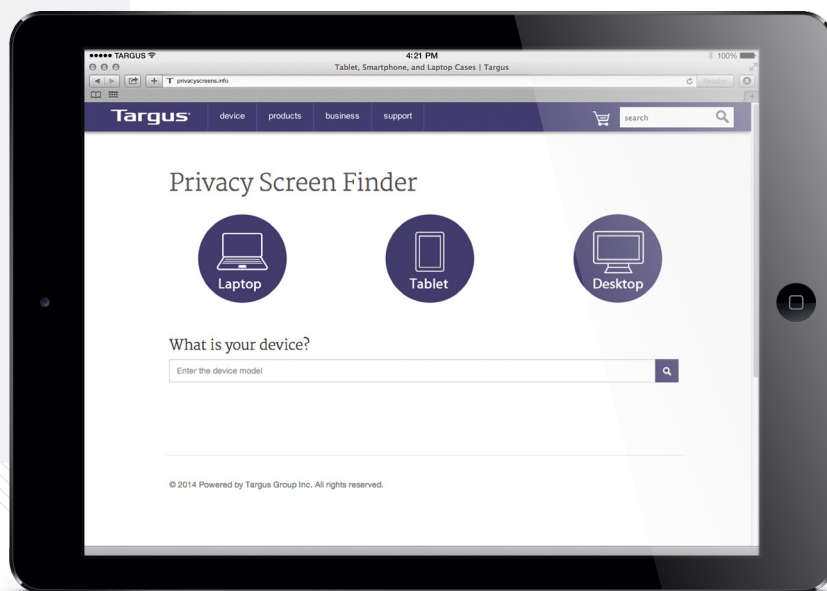 TARGUS
4:21 PM
100%
Tablet, Smartphone, and Laptop Cases | Targus
T privacyscreens.info
Reader
Targus
device
products
business
support
search
Privacy Screen Finder
Laptop
Tablet
Desktop
What is your device?
Enter the device model
© 2014 Powered by Targus Group Inc. All rights reserved.